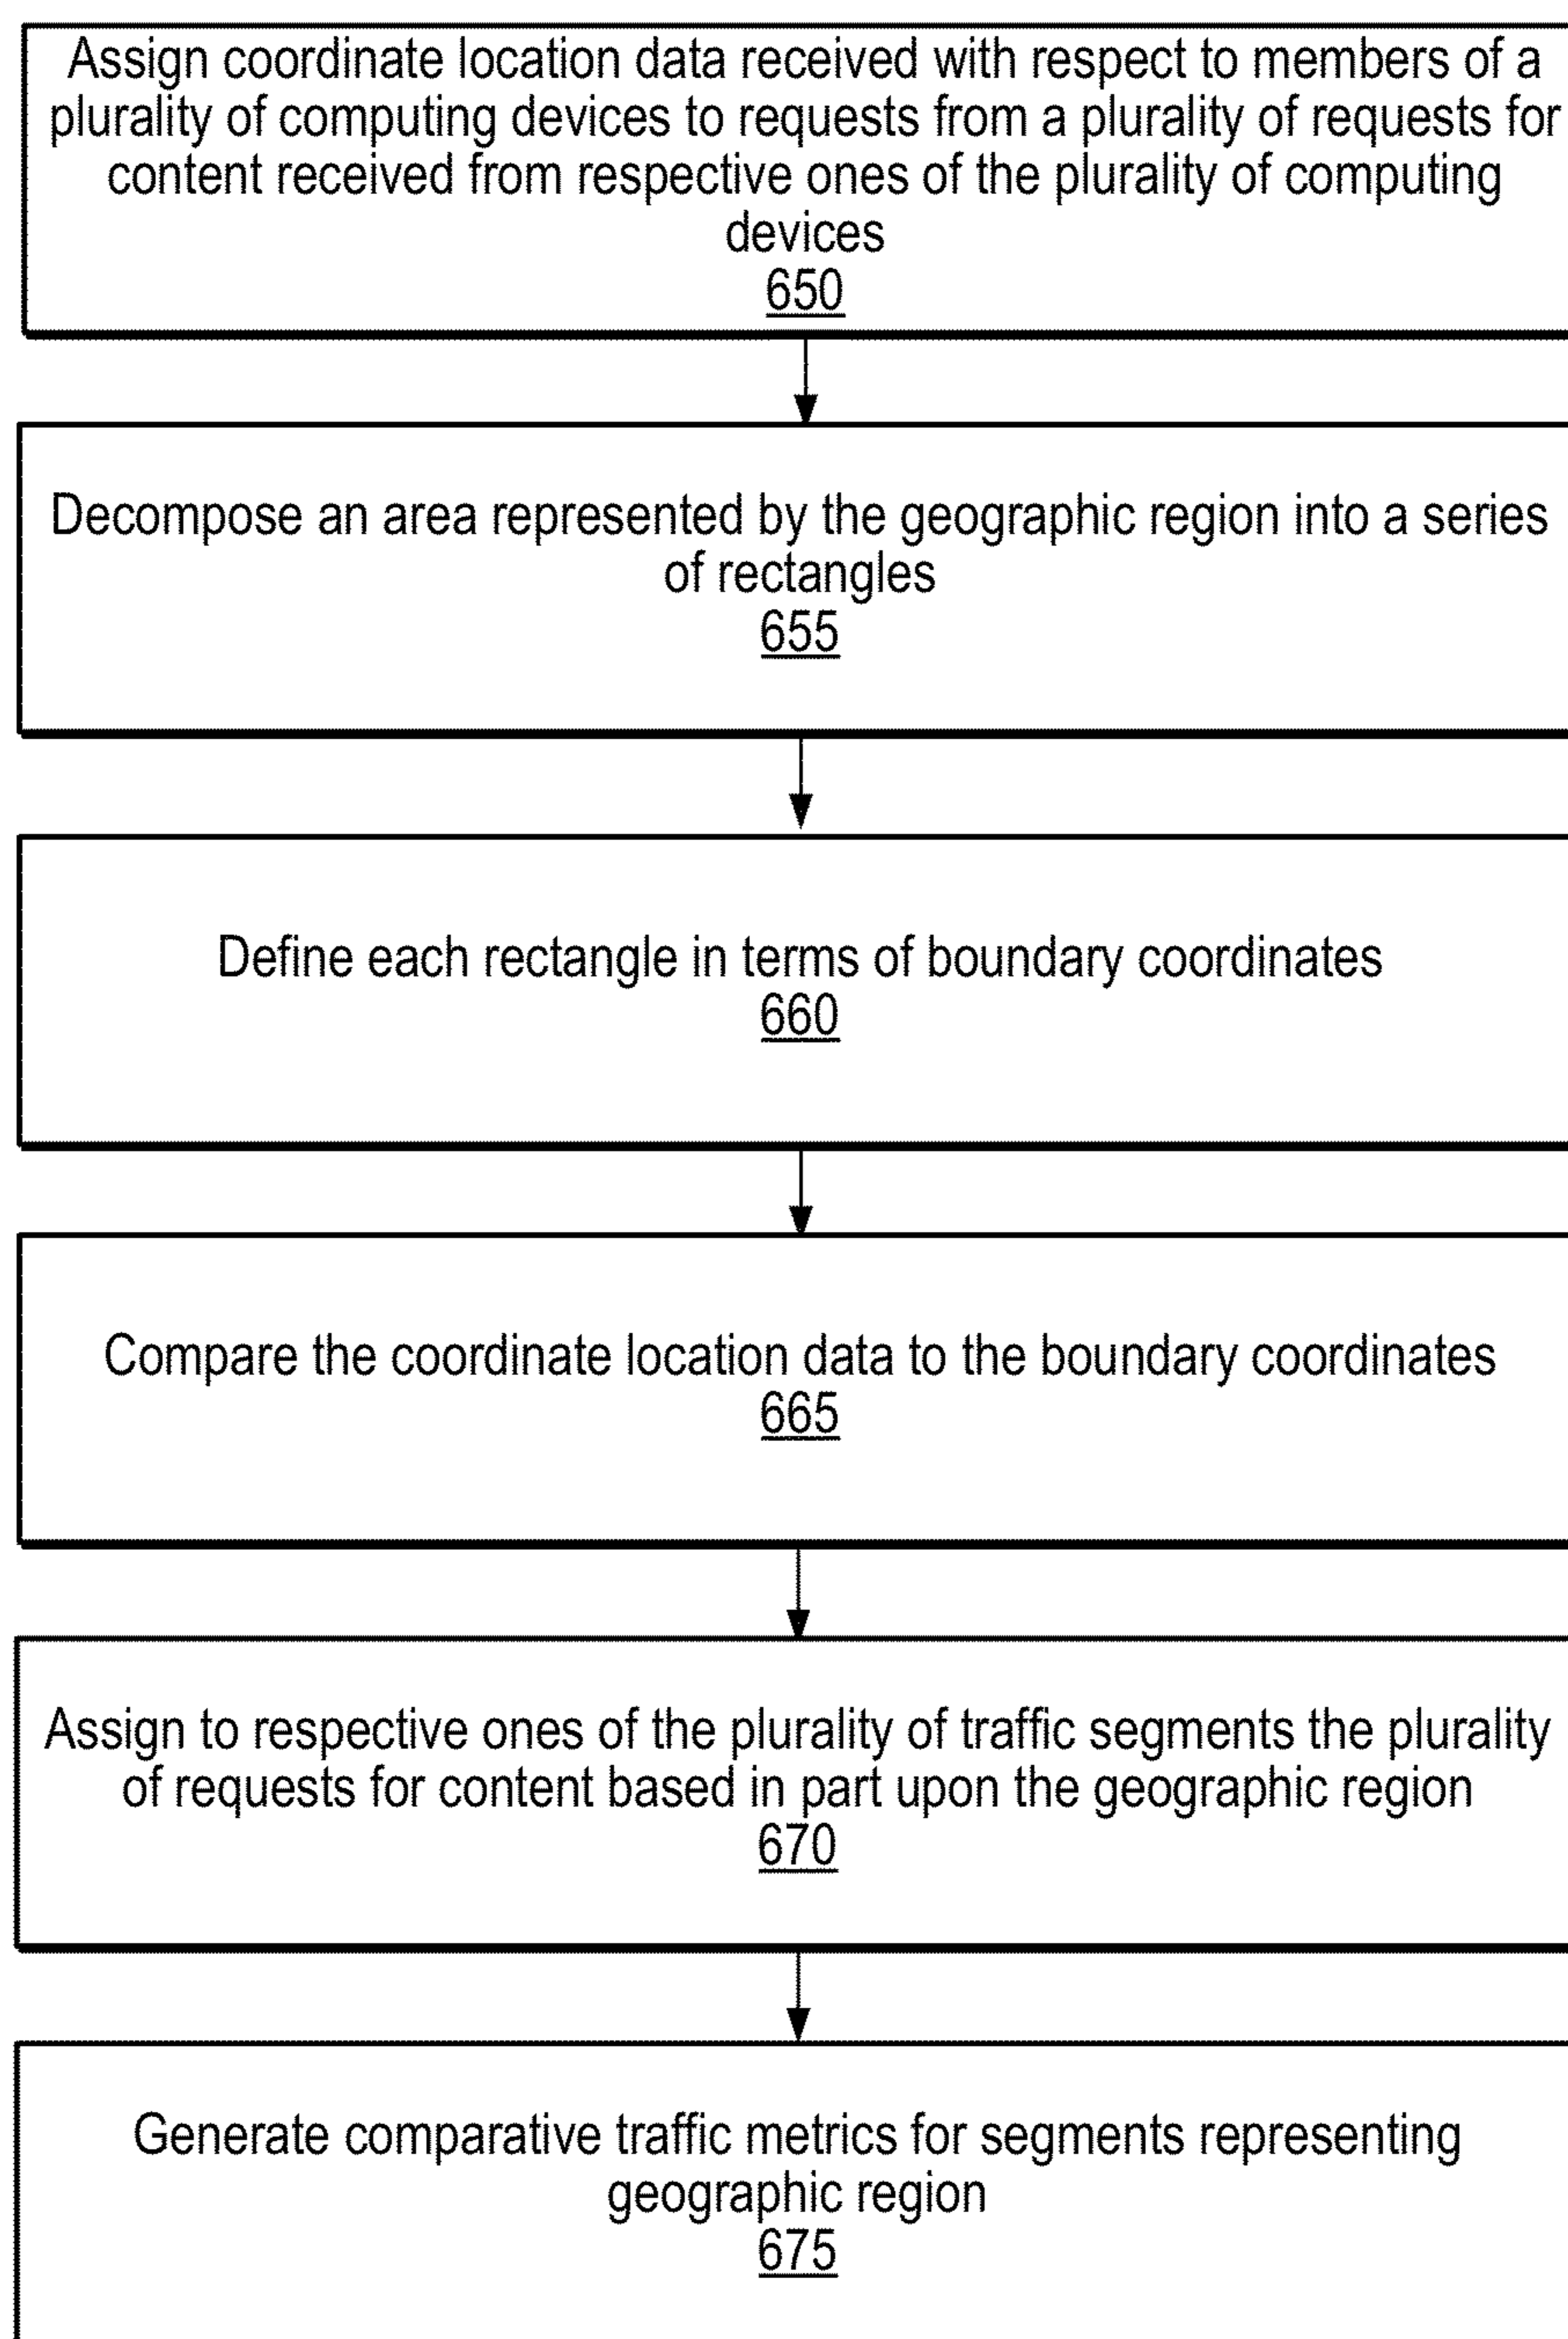 Assign coordinate location data received with respect to members of a
plurality of computing devices to requests from a plurality of requests for
content received from respective ones of the plurality of computing
devices
650
Decompose an area represented by the geographic region into a series
of rectangles
655
Define each rectangle in terms of boundary coordinates
660
Compare the coordinate location data to the boundary coordinates
665
Assign to respective ones of the plurality of traffic segments the plurality
of requests for content based in part upon the geographic region
670
Generate comparative traffic metrics for segments representing
geographic region
675